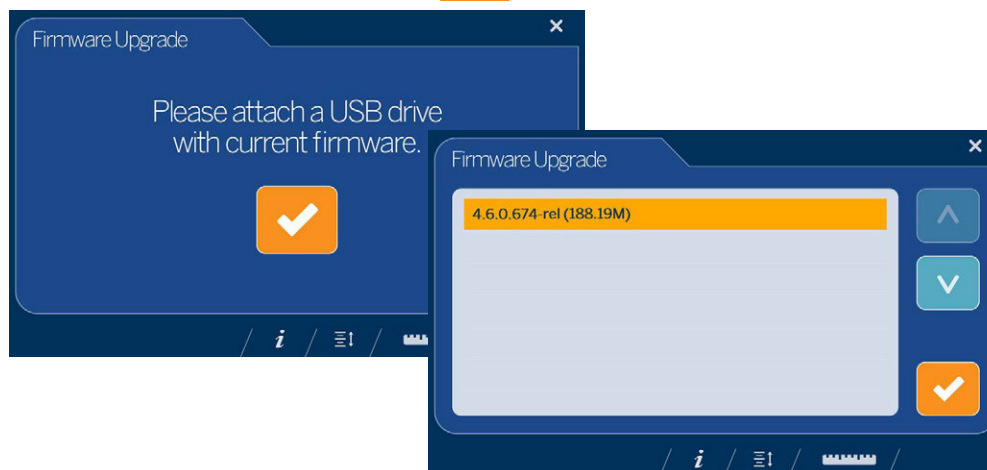 Firmware Upgrade
Please attach a USB drive
with current firmware.
i
Firmware Upgrade
4.6.0.674-rel (188.19M)
i